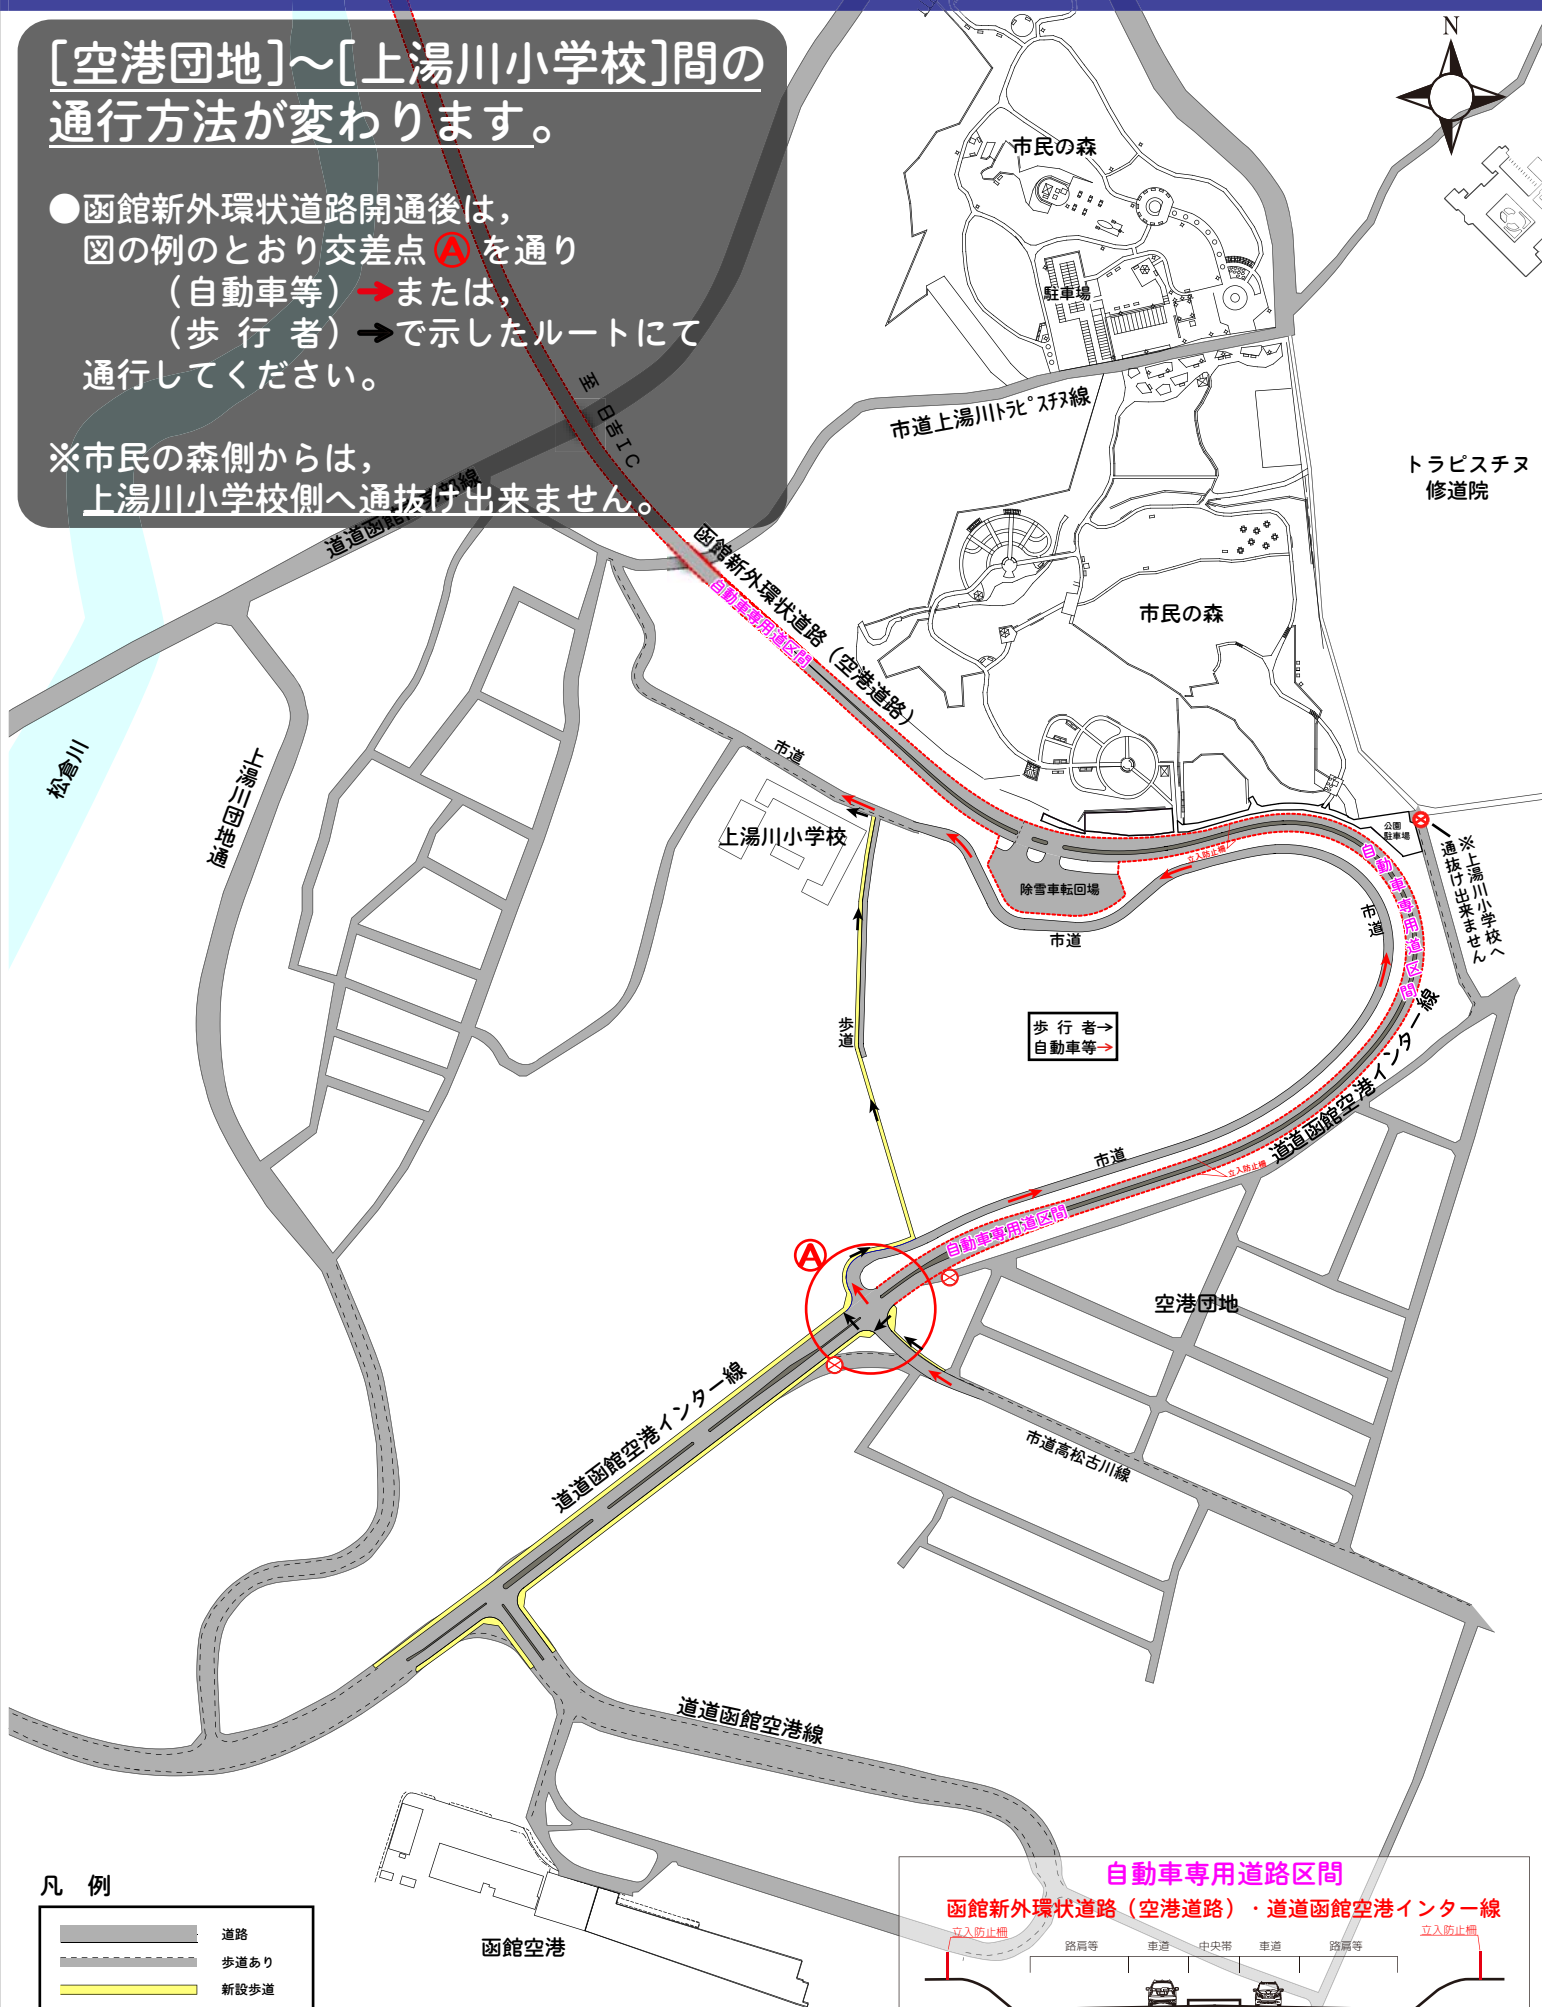 [空港団地]～[上湯川小学校]間の
通行方法が変わります。
●函館新外環状道路開通後は，
図の例のとおり交差点Ⓐを通り
（自動車等）➔または，
（歩 行 者）➔で示したルートにて
通行してください。
※市民の森側からは，
上湯川小学校側へ通抜け出来ません。
N
市民の森
駐車場
市道上湯川トラピスチヌ線
トラピスチヌ
修道院
至 日吉IC
函館新外環状道路（空港道路）
自動車専用道区間
市民の森
松倉川
上湯川団地通
市道
上湯川小学校
除雪車転回場
市道
立入防止柵
公園
駐車場
※上湯川小学校へ
通抜け出来ません
自動車専用道区間
市道
歩道
歩 行 者→
自動車等→
道道函館空港インター線
市道
立入防止柵
自動車専用道区間
Ⓐ
空港団地
道道函館空港インター線
市道高松古川線
道道函館空港線
函館空港
凡 例
道路
歩道あり
新設歩道
自動車専用道路区間
函館新外環状道路（空港道路）・道道函館空港インター線
立入防止柵
立入防止柵
路肩等
車道
中央帯
車道
路肩等